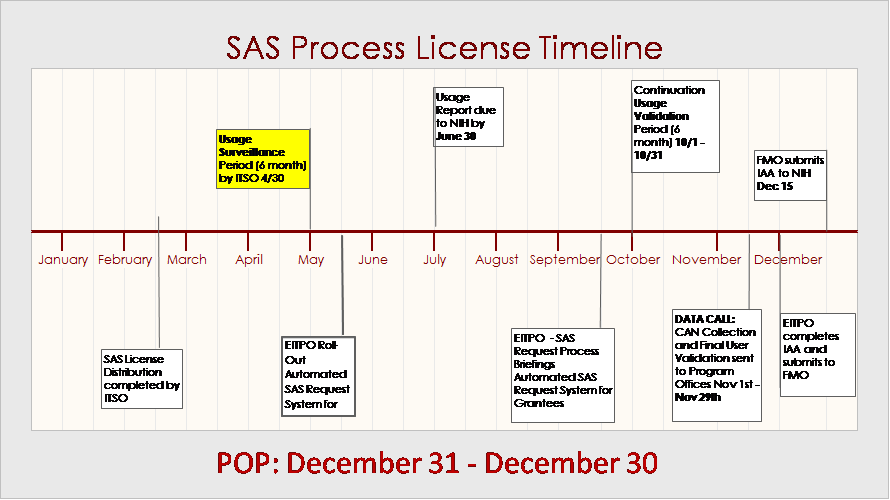 SAS Process License Timeline
Usage
Surveillance
Period (6 month)
by ITSO 4/30
Usage
Report due
to NIH by
June 30
Continuation
Usage
Validation
Period (6
month) 10/1 –
10/31
FMO submits
IAA to NIH
Dec 15
January February March April May June July August September October November December
SAS License
Distribution
completed by
ITSO
EITPO Roll-
Out
Automated
SAS Request
System for
EITPO - SAS
Request Process
Briefings
Automated SAS
Request System for
Grantees
DATA CALL:
CAN Collection
and Final User
Validation sent
to Program
Offices Nov 1st –
Nov 29th
EITPO
completes
IAA and
submits to
FMO
POP: December 31 - December 30